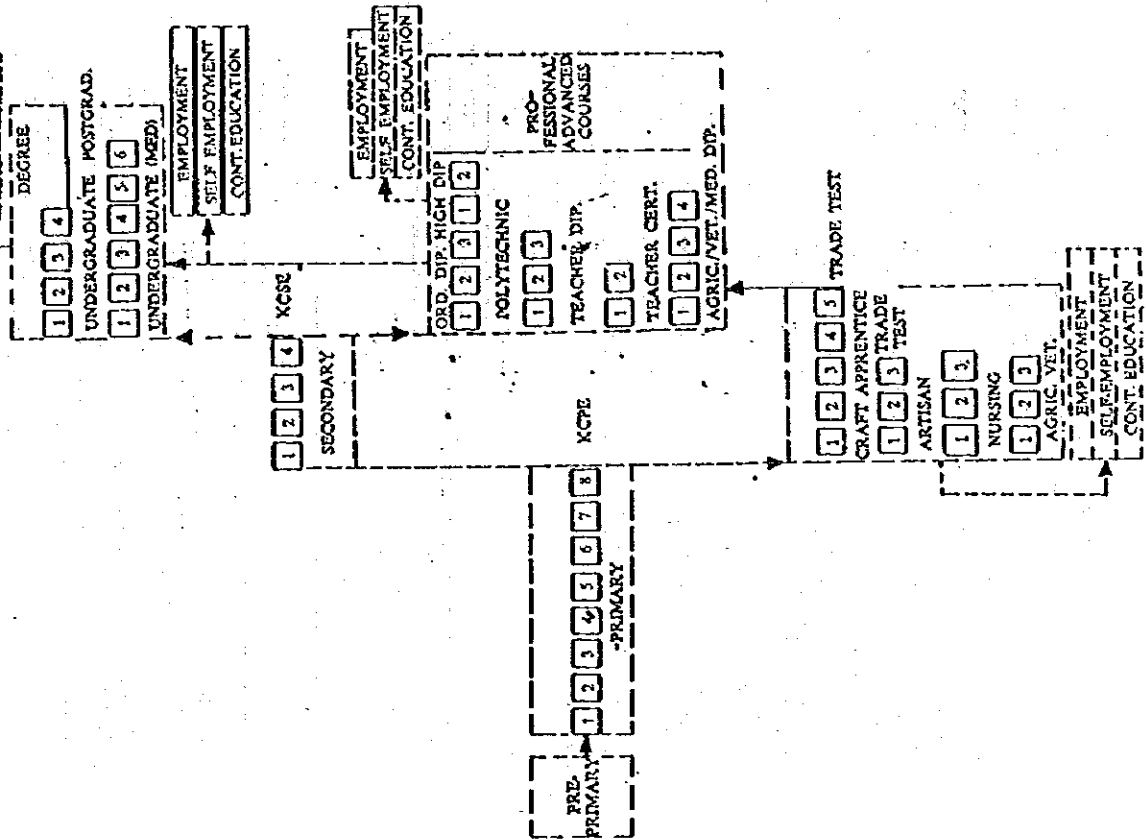 PRE-
PRIMARY
1 2 3 4 5 6 7 8
-PRIMARY
KCPE
1 2 3 4
SECONDARY
KCSE
DEGREE
1 2 3 4
UNDERGRADUATE POSTGRAD.
1 2 3 4 5 6
UNDERGRADUATE (MED)
EMPLOYMENT
SELF EMPLOYMENT
CONT. EDUCATION
EMPLOYMENT
SELF EMPLOYMENT
CONT. EDUCATION
ORD. DIP. HIGH DIP
1 2 3 1 2
POLYTECHNIC
1 2 3
TEACHER DIP.
1 2
TEACHER CERT.
1 2 3 4
AGRIC./VET./MED. DIP.
PRO-
FESSIONAL
ADVANCED
COURSES
1 2 3 4 5 TRADE TEST
CRAFT APPRENTICE
1 2 3 TRADE
TEST
ARTISAN
1 2 3
NURSING
1 2 3
AGRIC. VET.
EMPLOYMENT
SELF-EMPLOYMENT
CONT. EDUCATION